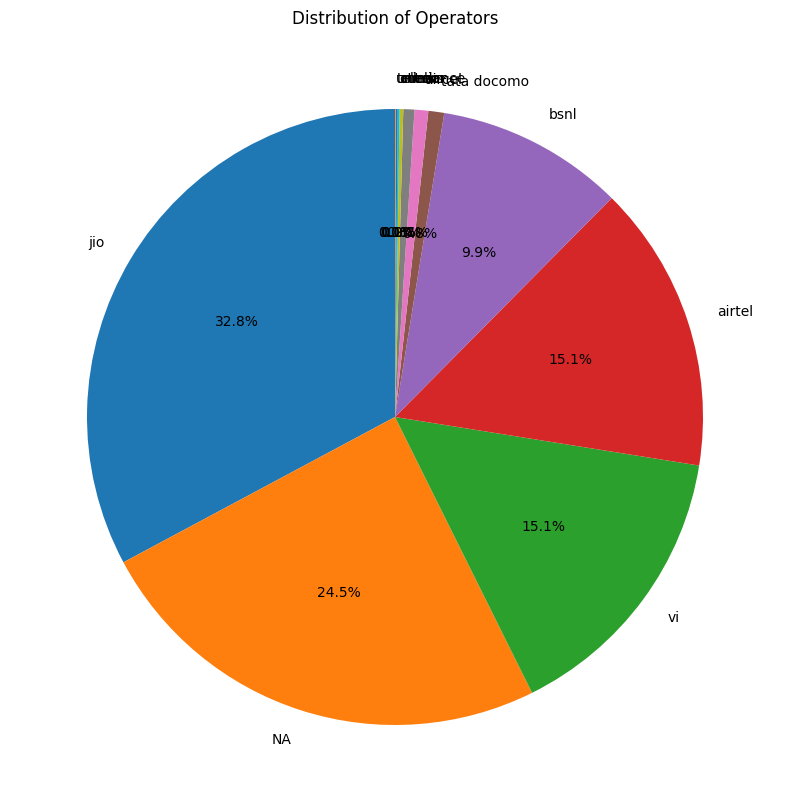 Distribution of Operators
tata docomo
bsnl
jio
9.9%
airtel
32.8%
15.1%
15.1%
24.5%
vi
NA